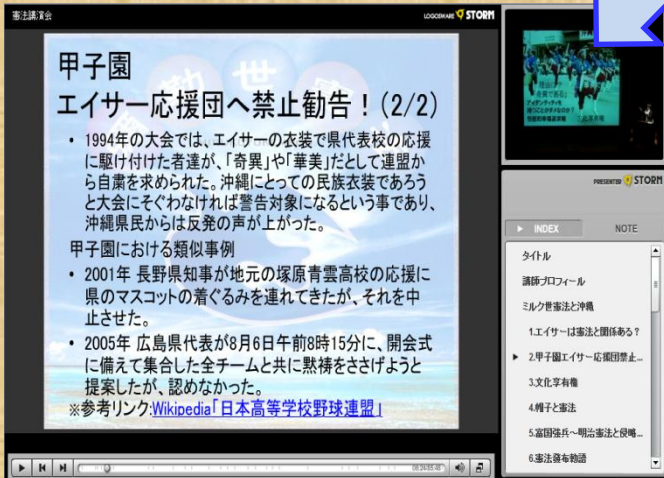 憲法講演会
LOGOSWARE STORM
甲子園
エイサー応援団へ禁止勧告！(2/2)
• 1994年の大会では、エイサーの衣装で県代表校の応援
に駆け付けた者達が、「奇異」や「華美」だとして連盟か
ら自粛を求められた。沖縄にとっての民族衣装であろう
と大会にそぐわなければ警告対象になるという事であり、
沖縄県民からは反発の声が上がった。
甲子園における類似事例
• 2001年 長野県知事が地元の塚原青雲高校の応援に
県のマスコットの着ぐるみを連れてきたが、それを中
止させた。
• 2005年 広島県代表が8月6日午前8時15分に、開会式
に備えて集合した全チームと共に黙祷をささげようと
提案したが、認めなかった。
※参考リンク:Wikipedia「日本高等学校野球連盟」
PRESENTER STORM
INDEX
NOTE
タイトル
講師プロフィール
ミルク世憲法と沖縄
1.エイサーは憲法と関係ある？
2.甲子園エイサー応援団禁止...
3.文化享有権
4.帽子と憲法
5.富国強兵～明治憲法と侵略...
6.憲法発布物語